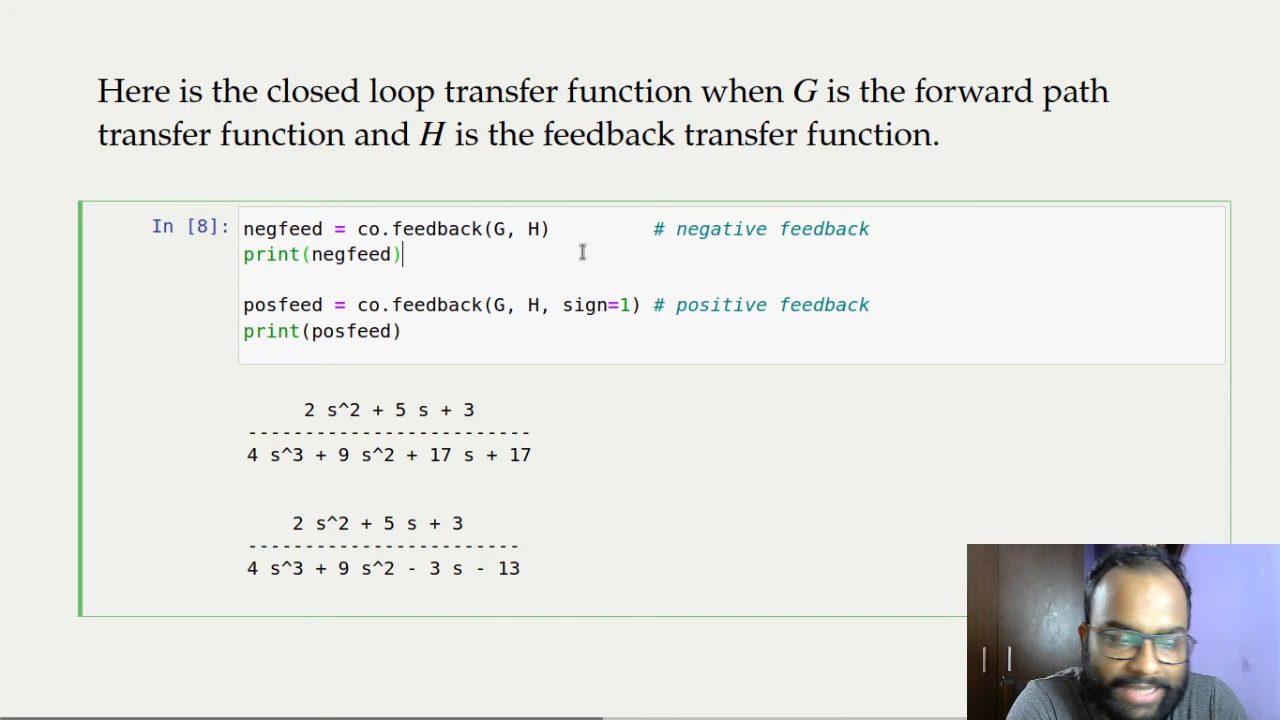 Here is the closed loop transfer function when G is the forward path
transfer function and H is the feedback transfer function.
In [8]:
negfeed = co.feedback(G, H)         # negative feedback
print(negfeed)
posfeed = co.feedback(G, H, sign=1) # positive feedback
print(posfeed)
2 s^2 + 5 s + 3
-------------------------
4 s^3 + 9 s^2 + 17 s + 17
2 s^2 + 5 s + 3
------------------------
4 s^3 + 9 s^2 - 3 s - 13